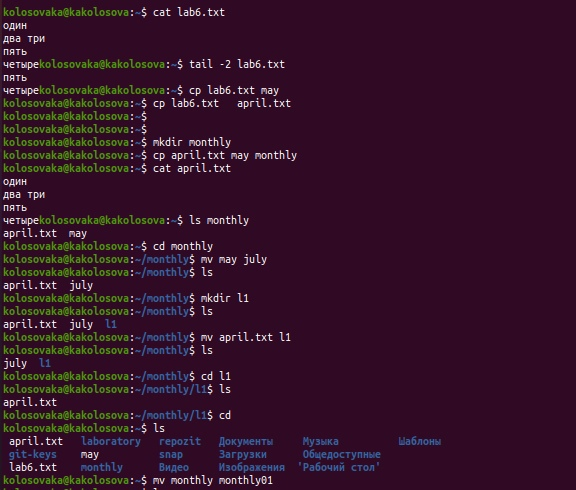 kolosovaka@kakolosova:~$ cat lab6.txt
один
два три
пять
четыреkolosovaka@kakolosova:~$ tail -2 lab6.txt
пять
четыреkolosovaka@kakolosova:~$ cp lab6.txt may
kolosovaka@kakolosova:~$ cp lab6.txt   april.txt
kolosovaka@kakolosova:~$
kolosovaka@kakolosova:~$
kolosovaka@kakolosova:~$ mkdir monthly
kolosovaka@kakolosova:~$ cp april.txt may monthly
kolosovaka@kakolosova:~$ cat april.txt
один
два три
пять
четыреkolosovaka@kakolosova:~$ ls monthly
april.txt  may
kolosovaka@kakolosova:~$ cd monthly
kolosovaka@kakolosova:~/monthly$ mv may july
kolosovaka@kakolosova:~/monthly$ ls
april.txt  july
kolosovaka@kakolosova:~/monthly$ mkdir l1
kolosovaka@kakolosova:~/monthly$ ls
april.txt  july  l1
kolosovaka@kakolosova:~/monthly$ mv april.txt l1
kolosovaka@kakolosova:~/monthly$ ls
july  l1
kolosovaka@kakolosova:~/monthly$ cd l1
kolosovaka@kakolosova:~/monthly/l1$ ls
april.txt
kolosovaka@kakolosova:~/monthly/l1$ cd
kolosovaka@kakolosova:~$ ls
april.txt   laboratory   repozit   Документы     Музыка          Шаблоны
git-keys    may          snap      Загрузки      Общедоступные
lab6.txt    monthly      Видео     Изображения  'Рабочий стол'
kolosovaka@kakolosova:~$ mv monthly monthly01